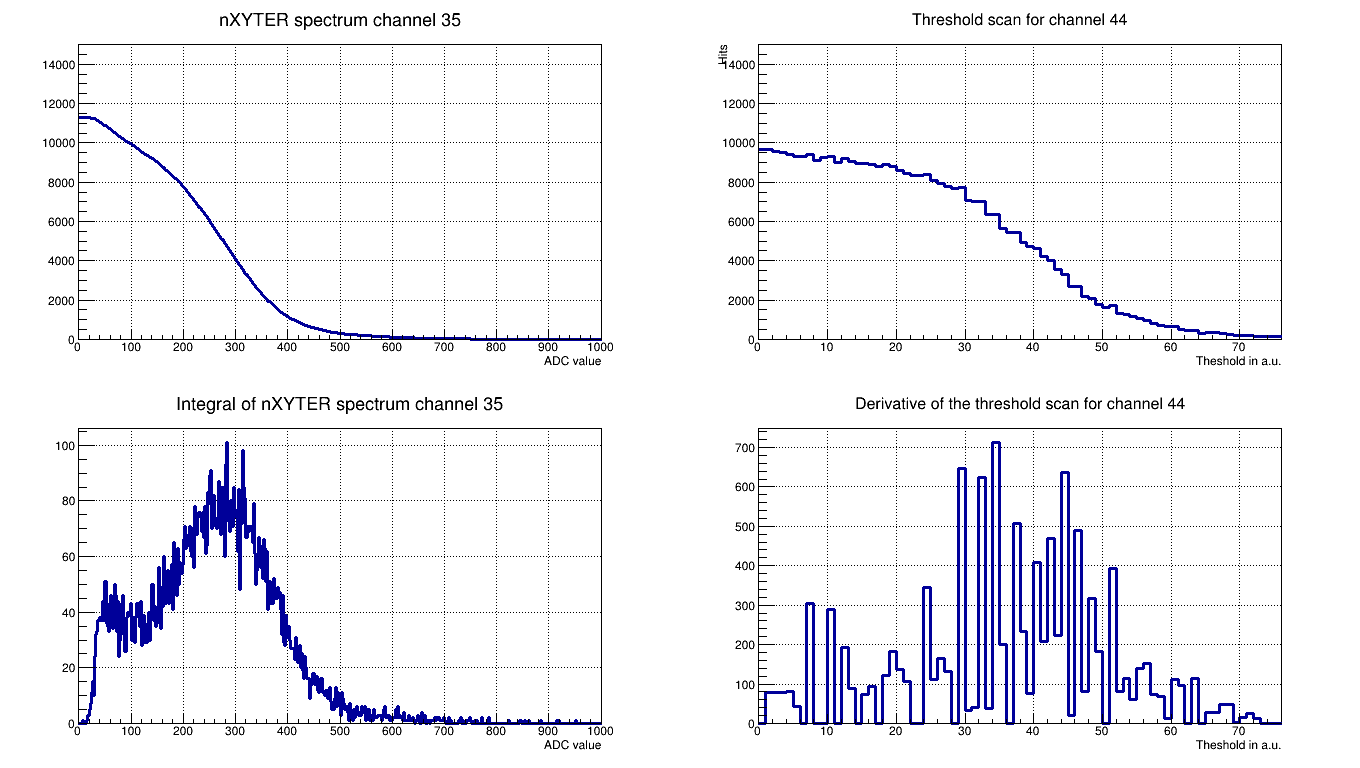 nXYTER spectrum channel 35
14000
12000
10000
8000
6000
4000
2000
0
0 100 200 300 400 500 600 700 800 900 1000
ADC value
Threshold scan for channel 44
Hits
14000
12000
10000
8000
6000
4000
2000
0
0 10 20 30 40 50 60 70
Theshold in a.u.
Integral of nXYTER spectrum channel 35
100
80
60
40
20
0
0 100 200 300 400 500 600 700 800 900 1000
ADC value
Derivative of the threshold scan for channel 44
700
600
500
400
300
200
100
0
0 10 20 30 40 50 60 70
Theshold in a.u.